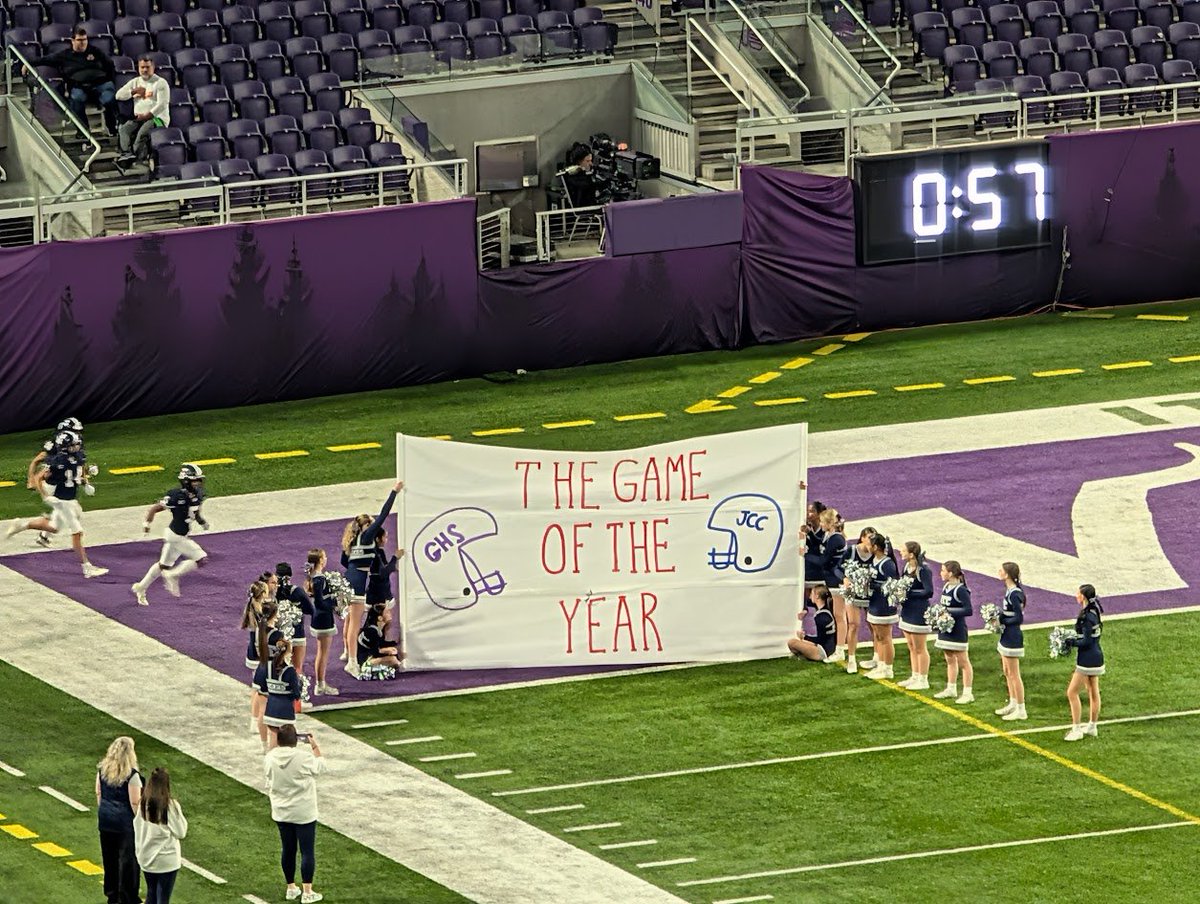 0:57
THE GAME
GHS
JCC
OF THE
YEAR